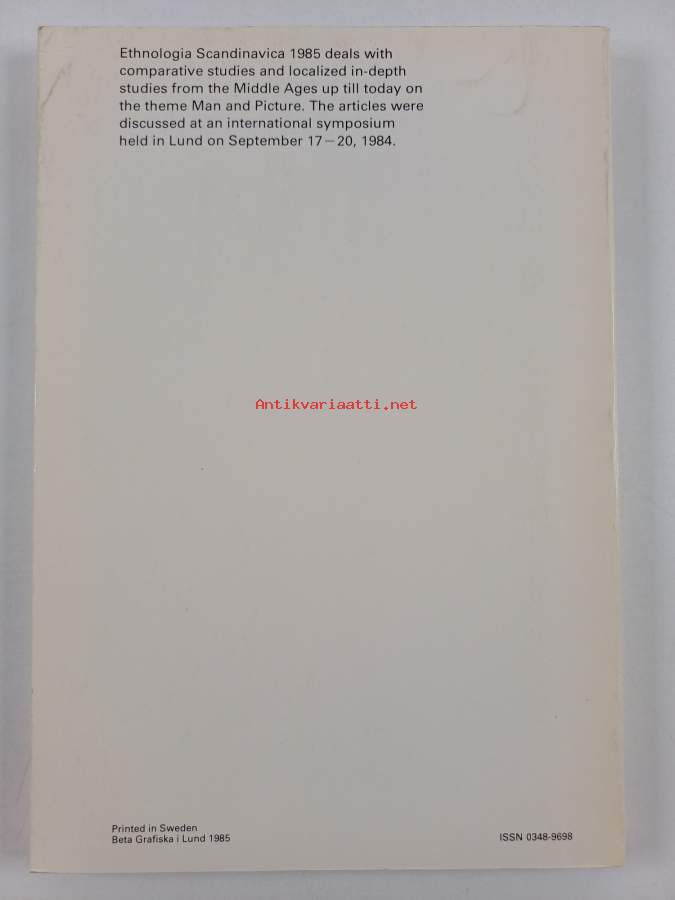 Ethnologia Scandinavica 1985 deals with
comparative studies and localized in-depth
studies from the Middle Ages up till today on
the theme Man and Picture. The articles were
discussed at an international symposium
held in Lund on September 17–20, 1984.
Antikvariaatti.net
Printed in Sweden
Beta Grafiska i Lund 1985
ISSN 0348-9698